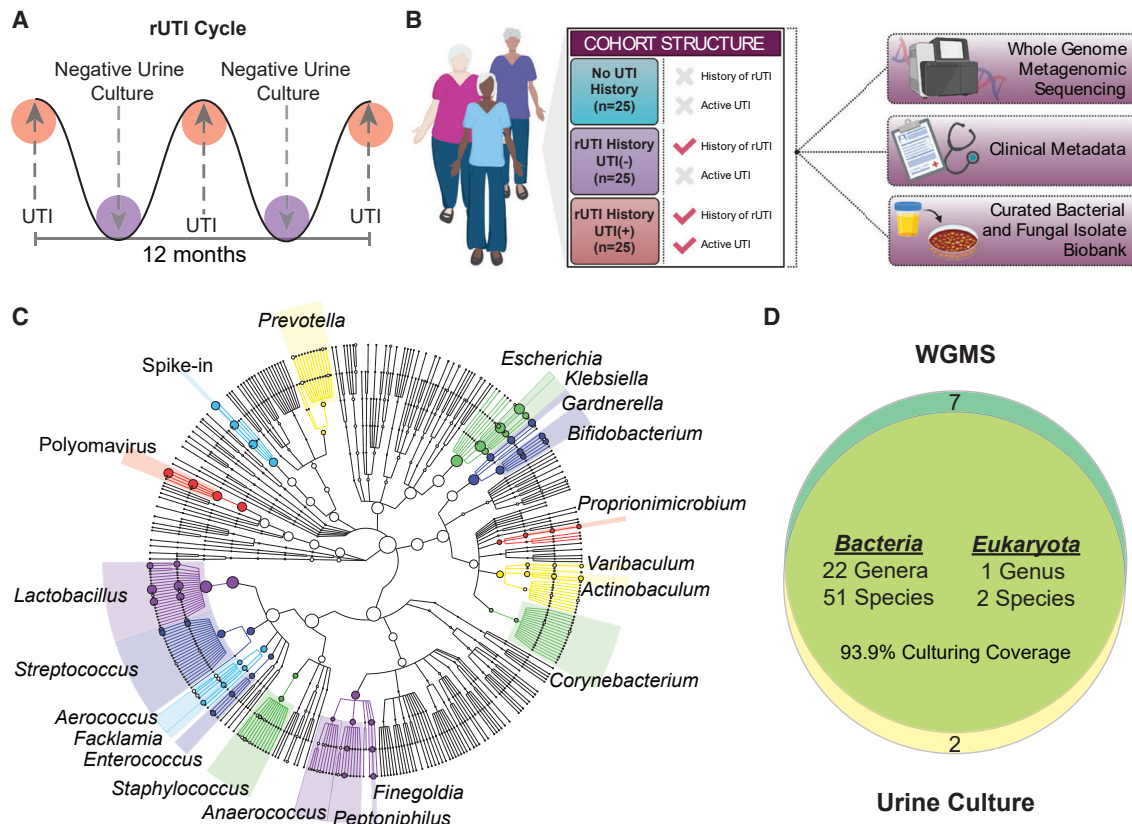 A
rUTI Cycle
Negative Urine
Culture
Negative Urine
Culture
UTI
UTI
UTI
12 months
B
COHORT STRUCTURE
No UTI
History
(n=25)
History of rUTI
Active UTI
rUTI History
UTI(-)
(n=25)
History of rUTI
Active UTI
rUTI History
UTI(+)
(n=25)
History of rUTI
Active UTI
Whole Genome
Metagenomic
Sequencing
Clinical Metadata
Curated Bacterial
and Fungal Isolate
Biobank
C
Prevotella
Spike-in
Polyomavirus
Escherichia
Klebsiella
Gardnerella
Bifidobacterium
Proprionimicrobium
Varibaculum
Actinobaculum
Corynebacterium
Lactobacillus
Streptococcus
Aerococcus
Facklamia
Enterococcus
Staphylococcus
Anaerococcus
Peptoniphilus
Finegoldia
D
WGMS
7
Bacteria
22 Genera
51 Species
Eukaryota
1 Genus
2 Species
93.9% Culturing Coverage
2
Urine Culture